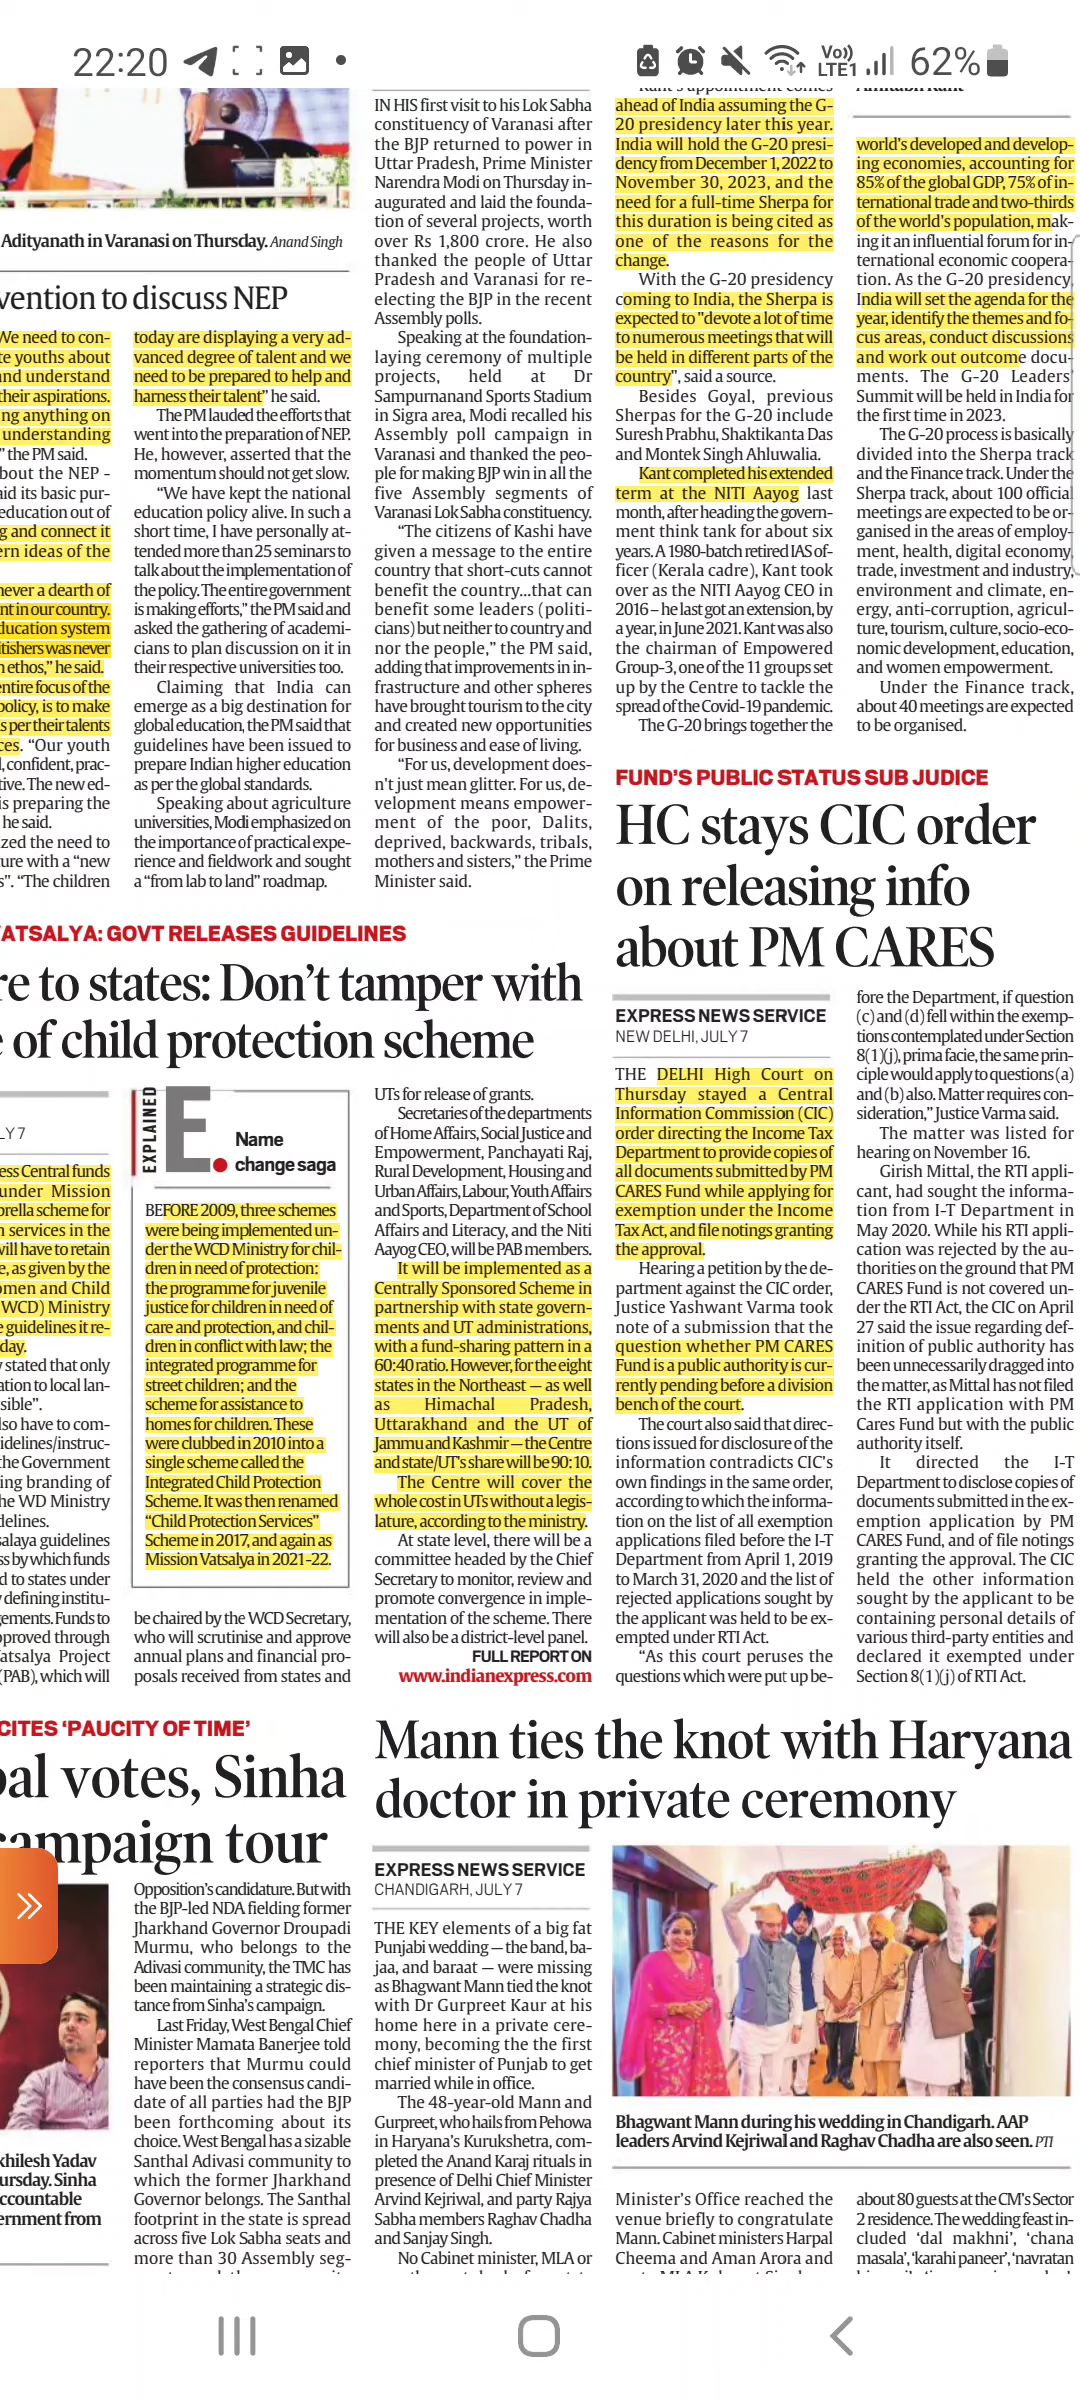 22:20
Vo)) LTE1 62%
Adityanath in Varanasi on Thursday. Anand Singh
vention to discuss NEP
We need to con-
te youths about
and understand
their aspirations.
ng anything on
understanding
" the PM said.
bout the NEP -
aid its basic pur-
education out of
g and connect it
ern ideas of the
never a dearth of
nt in our country.
ducation system
itishers was never
n ethos," he said.
entire focus of the
policy, is to make
s per their talents
ces. "Our youth
l, confident, prac-
tive. The new ed-
is preparing the
he said.
ized the need to
ure with a "new
s". "The children
today are displaying a very ad-
vanced degree of talent and we
need to be prepared to help and
harness their talent" he said.
The PM lauded the efforts that
went into the preparation of NEP.
He, however, asserted that the
momentum should not get slow.
"We have kept the national
education policy alive. In such a
short time, I have personally at-
tended more than 25 seminars to
talk about the implementation of
the policy. The entire government
is making efforts," the PM said and
asked the gathering of academi-
cians to plan discussion on it in
their respective universities too.
Claiming that India can
emerge as a big destination for
global education, the PM said that
guidelines have been issued to
prepare Indian higher education
as per the global standards.
Speaking about agriculture
universities, Modi emphasized on
the importance of practical expe-
rience and fieldwork and sought
a "from lab to land" roadmap.
IN HIS first visit to his Lok Sabha
constituency of Varanasi after
the BJP returned to power in
Uttar Pradesh, Prime Minister
Narendra Modi on Thursday in-
augurated and laid the founda-
tion of several projects, worth
over Rs 1,800 crore. He also
thanked the people of Uttar
Pradesh and Varanasi for re-
electing the BJP in the recent
Assembly polls.
Speaking at the foundation-
laying ceremony of multiple
projects, held at Dr
Sampurnanand Sports Stadium
in Sigra area, Modi recalled his
Assembly poll campaign in
Varanasi and thanked the peo-
ple for making BJP win in all the
five Assembly segments of
Varanasi Lok Sabha constituency.
"The citizens of Kashi have
given a message to the entire
country that short-cuts cannot
benefit the country...that can
benefit some leaders (politi-
cians) but neither to country and
nor the people," the PM said,
adding that improvements in in-
frastructure and other spheres
have brought tourism to the city
and created new opportunities
for business and ease of living.
"For us, development does-
n't just mean glitter. For us, de-
velopment means empower-
ment of the poor, Dalits,
deprived, backwards, tribals,
mothers and sisters," the Prime
Minister said.
Kant's appointment comes
ahead of India assuming the G-
20 presidency later this year.
India will hold the G-20 presi-
dency from December 1, 2022 to
November 30, 2023, and the
need for a full-time Sherpa for
this duration is being cited as
one of the reasons for the
change.
With the G-20 presidency
coming to India, the Sherpa is
expected to "devote a lot of time
to numerous meetings that will
be held in different parts of the
country", said a source.
Besides Goyal, previous
Sherpas for the G-20 include
Suresh Prabhu, Shaktikanta Das
and Montek Singh Ahluwalia.
Kant completed his extended
term at the NITI Aayog last
month, after heading the govern-
ment think tank for about six
years. A 1980-batch retired IAS of-
ficer (Kerala cadre), Kant took
over as the NITI Aayog CEO in
2016 – he last got an extension, by
a year, in June 2021. Kant was also
the chairman of Empowered
Group-3, one of the 11 groups set
up by the Centre to tackle the
spread of the Covid-19 pandemic.
The G-20 brings together the
Amitabh Kant
world's developed and develop-
ing economies, accounting for
85% of the global GDP, 75% of in-
ternational trade and two-thirds
of the world's population, mak-
ing it an influential forum for in-
ternational economic coopera-
tion. As the G-20 presidency,
India will set the agenda for the
year, identify the themes and fo-
cus areas, conduct discussions
and work out outcome docu-
ments. The G-20 Leaders'
Summit will be held in India for
the first time in 2023.
The G-20 process is basically
divided into the Sherpa track
and the Finance track. Under the
Sherpa track, about 100 official
meetings are expected to be or-
ganised in the areas of employ-
ment, health, digital economy,
trade, investment and industry,
environment and climate, en-
ergy, anti-corruption, agricul-
ture, tourism, culture, socio-eco-
nomic development, education,
and women empowerment.
Under the Finance track,
about 40 meetings are expected
to be organised.
ATSALYA: GOVT RELEASES GUIDELINES
re to states: Don't tamper with
e of child protection scheme
LY 7
ess Central funds
under Mission
brella scheme for
n services in the
will have to retain
e, as given by the
omen and Child
WCD) Ministry
e guidelines it re-
day.
y stated that only
ation to local lan-
sible".
lso have to com-
idelines/instruc-
the Government
ing branding of
he WD Ministry
delines.
salaya guidelines
ss by which funds
d to states under
y defining institu-
gements. Funds to
pproved through
atsalya Project
(PAB), which will
EXPLAINED
E.
Name
change saga
BEFORE 2009, three schemes
were being implemented un-
der the WCD Ministry for chil-
dren in need of protection:
the programme for juvenile
justice for children in need of
care and protection, and chil-
dren in conflict with law; the
integrated programme for
street children; and the
scheme for assistance to
homes for children. These
were clubbed in 2010 into a
single scheme called the
Integrated Child Protection
Scheme. It was then renamed
"Child Protection Services"
Scheme in 2017, and again as
Mission Vatsalya in 2021-22.
be chaired by the WCD Secretary,
who will scrutinise and approve
annual plans and financial pro-
posals received from states and
UTs for release of grants.
Secretaries of the departments
of Home Affairs, Social Justice and
Empowerment, Panchayati Raj,
Rural Development, Housing and
Urban Affairs, Labour, Youth Affairs
and Sports, Department of School
Affairs and Literacy, and the Niti
Aayog CEO, will be PAB members.
It will be implemented as a
Centrally Sponsored Scheme in
partnership with state govern-
ments and UT administrations,
with a fund-sharing pattern in a
60:40 ratio. However, for the eight
states in the Northeast — as well
as Himachal Pradesh,
Uttarakhand and the UT of
Jammu and Kashmir — the Centre
and state/UT's share will be 90:10.
The Centre will cover the
whole cost in UTs without a legis-
lature, according to the ministry.
At state level, there will be a
committee headed by the Chief
Secretary to monitor, review and
promote convergence in imple-
mentation of the scheme. There
will also be a district-level panel.
FULL REPORT ON
www.indianexpress.com
FUND'S PUBLIC STATUS SUB JUDICE
HC stays CIC order
on releasing info
about PM CARES
EXPRESS NEWS SERVICE
NEW DELHI, JULY 7
THE DELHI High Court on
Thursday stayed a Central
Information Commission (CIC)
order directing the Income Tax
Department to provide copies of
all documents submitted by PM
CARES Fund while applying for
exemption under the Income
Tax Act, and file notings granting
the approval.
Hearing a petition by the de-
partment against the CIC order,
Justice Yashwant Varma took
note of a submission that the
question whether PM CARES
Fund is a public authority is cur-
rently pending before a division
bench of the court.
The court also said that direc-
tions issued for disclosure of the
information contradicts CIC's
own findings in the same order,
according to which the informa-
tion on the list of all exemption
applications filed before the I-T
Department from April 1, 2019
to March 31, 2020 and the list of
rejected applications sought by
the applicant was held to be ex-
empted under RTI Act.
"As this court peruses the
questions which were put up be-
fore the Department, if question
(c) and (d) fell within the exemp-
tions contemplated under Section
8(1)(j), prima facie, the same prin-
ciple would apply to questions (a)
and (b) also. Matter requires con-
sideration," Justice Varma said.
The matter was listed for
hearing on November 16.
Girish Mittal, the RTI appli-
cant, had sought the informa-
tion from I-T Department in
May 2020. While his RTI appli-
cation was rejected by the au-
thorities on the ground that PM
CARES Fund is not covered un-
der the RTI Act, the CIC on April
27 said the issue regarding def-
inition of public authority has
been unnecessarily dragged into
the matter, as Mittal has not filed
the RTI application with PM
Cares Fund but with the public
authority itself.
It directed the I-T
Department to disclose copies of
documents submitted in the ex-
emption application by PM
CARES Fund, and of file notings
granting the approval. The CIC
held the other information
sought by the applicant to be
containing personal details of
various third-party entities and
declared it exempted under
Section 8(1)(j) of RTI Act.
CITES 'PAUCITY OF TIME'
bal votes, Sinha
campaign tour
khilesh Yadav
ursday. Sinha
ccountable
ernment from
Opposition's candidature. But with
the BJP-led NDA fielding former
Jharkhand Governor Droupadi
Murmu, who belongs to the
Adivasi community, the TMC has
been maintaining a strategic dis-
tance from Sinha's campaign.
Last Friday, West Bengal Chief
Minister Mamata Banerjee told
reporters that Murmu could
have been the consensus candi-
date of all parties had the BJP
been forthcoming about its
choice. West Bengal has a sizable
Santhal Adivasi community to
which the former Jharkhand
Governor belongs. The Santhal
footprint in the state is spread
across five Lok Sabha seats and
more than 30 Assembly seg-
Mann ties the knot with Haryana
doctor in private ceremony
EXPRESS NEWS SERVICE
CHANDIGARH, JULY 7
THE KEY elements of a big fat
Punjabi wedding — the band, ba-
jaa, and baraat — were missing
as Bhagwant Mann tied the knot
with Dr Gurpreet Kaur at his
home here in a private cere-
mony, becoming the the first
chief minister of Punjab to get
married while in office.
The 48-year-old Mann and
Gurpreet, who hails from Pehowa
in Haryana's Kurukshetra, com-
pleted the Anand Karaj rituals in
presence of Delhi Chief Minister
Arvind Kejriwal, and party Rajya
Sabha members Raghav Chadha
and Sanjay Singh.
No Cabinet minister, MLA or
Bhagwant Mann during his wedding in Chandigarh. AAP
leaders Arvind Kejriwal and Raghav Chadha are also seen. PTI
Minister's Office reached the
venue briefly to congratulate
Mann. Cabinet ministers Harpal
Cheema and Aman Arora and
about 80 guests at the CM's Sector
2 residence. The wedding feast in-
cluded 'dal makhni', 'chana
masala', 'karahi paneer', 'navratan